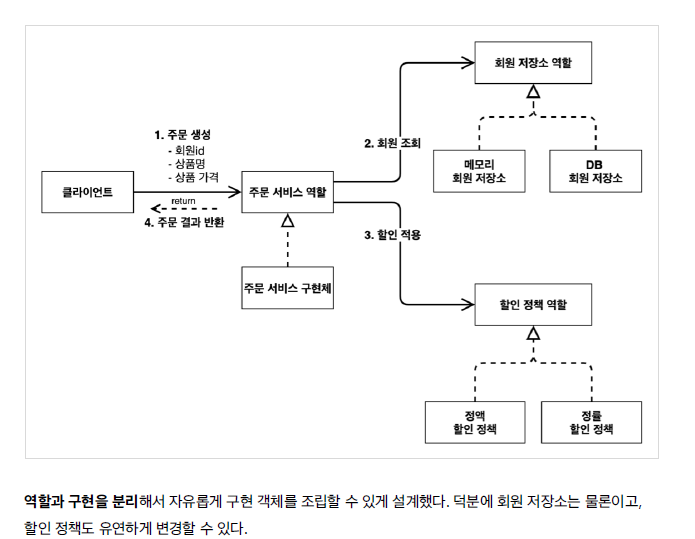 회원 저장소 역할
1. 주문 생성
- 회원id
- 상품명
- 상품 가격
2. 회원 조회
메모리
회원 저장소
DB
회원 저장소
클라이언트
주문 서비스 역할
return
4. 주문 결과 반환
3. 할인 적용
주문 서비스 구현체
할인 정책 역할
정액
할인 정책
정률
할인 정책
역할과 구현을 분리해서 자유롭게 구현 객체를 조립할 수 있게 설계했다. 덕분에 회원 저장소는 물론이고,
할인 정책도 유연하게 변경할 수 있다.